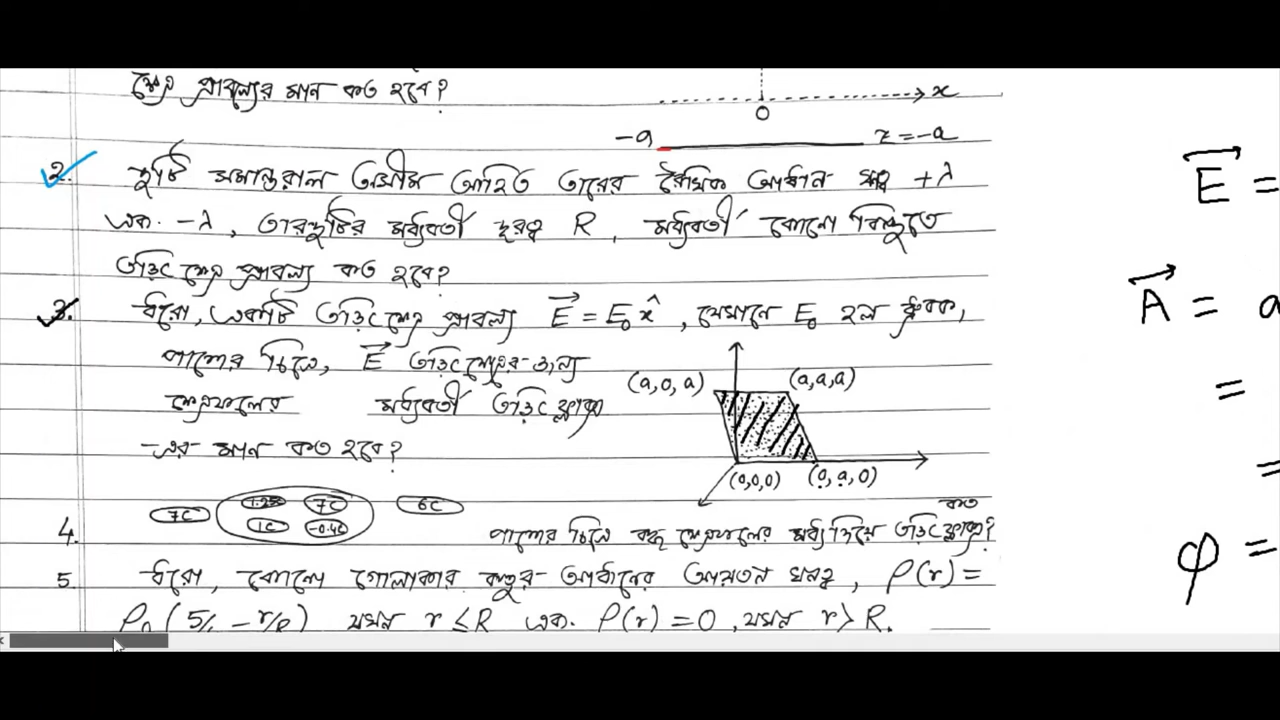 ক্ষেত্র প্রাবল্যের মান কত হবে?
x
0
-a
z = -a
2. দুটি সমান্তরাল অসীম আহিত তারের রৈখিক আধান ঘনত্ব +λ
এবং -λ, তারদুটির মধ্যবর্তী দূরত্ব R, মধ্যবর্তী কোনো বিন্দুতে
তড়িৎ ক্ষেত্র প্রাবল্য কত হবে?
3. ধরো, একটি তড়িৎক্ষেত্র প্রাবল্য E⃗ = E₀ x̂, যেখানে E₀ হল ধ্রুবক,
পাশের চিত্রে, E⃗ তড়িৎক্ষেত্রের জন্য
ক্ষেত্রফলের মধ্যবর্তী তড়িৎ ফ্লাক্স
-এর মান কত হবে?
(a, 0, a)
(a, a, a)
(0,0,0)
(0, a, 0)
7C
7C
6C
1C
-0.4C
4. পাশের চিত্রে বদ্ধ ক্ষেত্রফলের মধ্য দিয়ে তড়িৎ ফ্লাক্স কত?
5. ধরো, কোনো গোলাকার বস্তুর আধানের আয়তন ঘনত্ব, ρ(r) =
ρ₀ (5/ - r/R) যখন r ≤ R এবং ρ(r) = 0, যখন r > R.
E⃗ =
A⃗ = a
=
=
φ =